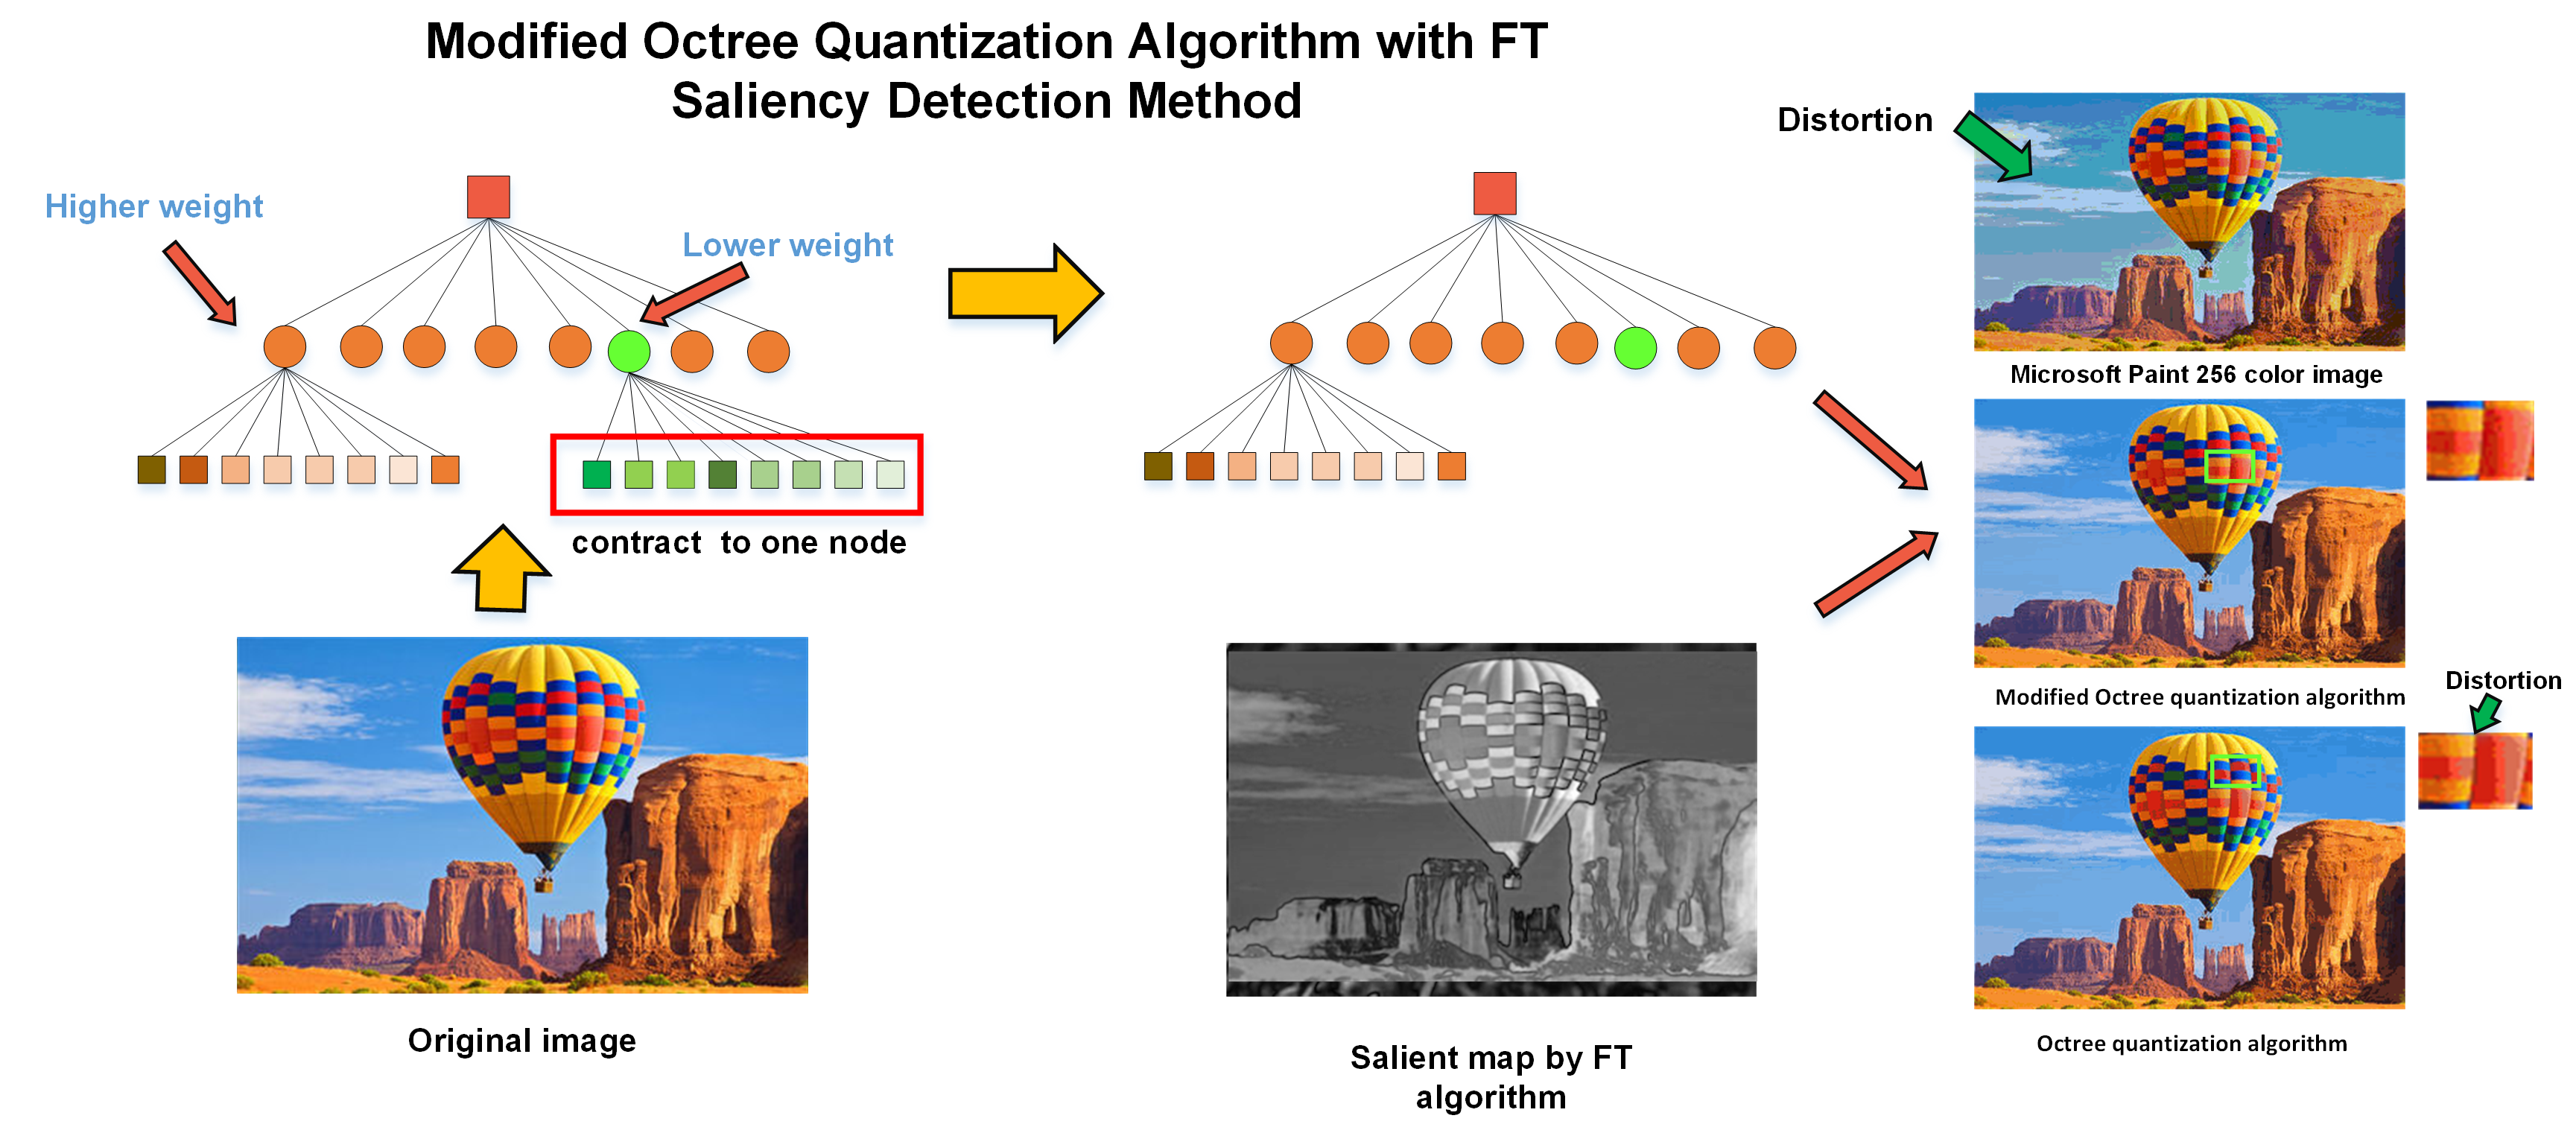 Modified Octree Quantization Algorithm with FT
Saliency Detection Method
Higher weight
Lower weight
contract  to one node
Original image
Salient map by FT
algorithm
Distortion
Microsoft Paint 256 color image
Modified Octree quantization algorithm
Distortion
Octree quantization algorithm